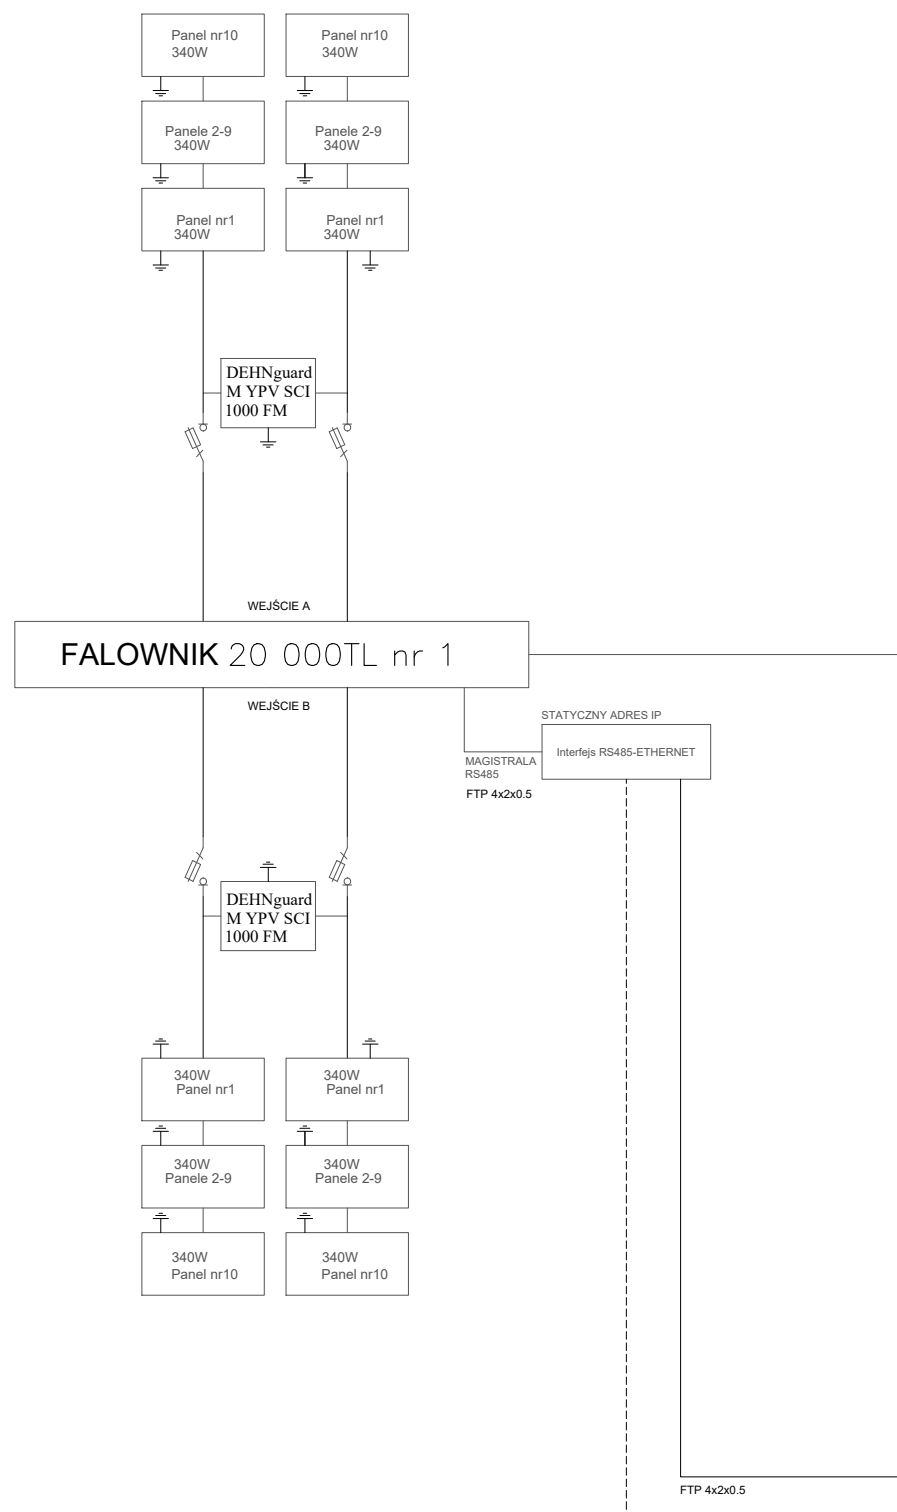 Panel nr10
340W
Panel nr10
340W
Panele 2-9
340W
Panele 2-9
340W
Panel nr1
340W
Panel nr1
340W
DEHNguard
M YPV SCI
1000 FM
WEJŚCIE A
FALOWNIK 20 000TL nr 1
WEJŚCIE B
STATYCZNY ADRES IP
Interfejs RS485-ETHERNET
MAGISTRALA
RS485
FTP 4x2x0.5
DEHNguard
M YPV SCI
1000 FM
340W
Panel nr1
340W
Panel nr1
340W
Panele 2-9
340W
Panele 2-9
340W
Panel nr10
340W
Panel nr10
FTP 4x2x0.5